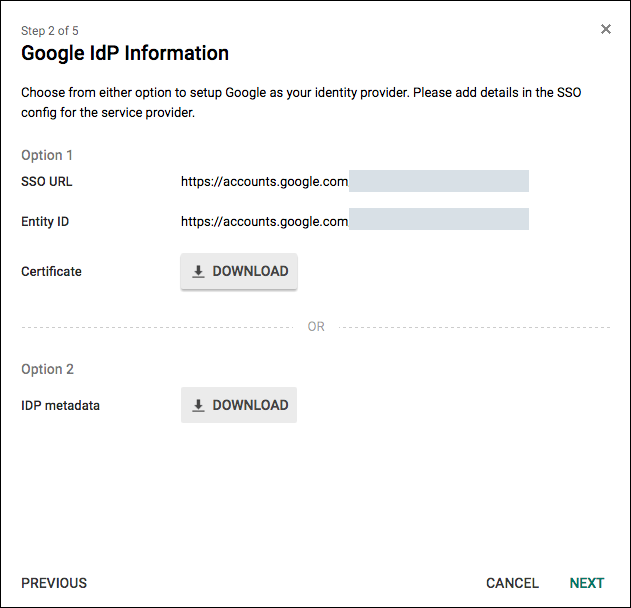 Step 2 of 5
Google IdP Information
Choose from either option to setup Google as your identity provider. Please add details in the SSO
config for the service provider.
Option 1
SSO URL https://accounts.google.com
Entity ID https://accounts.google.com
Certificate DOWNLOAD
OR
Option 2
IDP metadata DOWNLOAD
PREVIOUS CANCEL NEXT